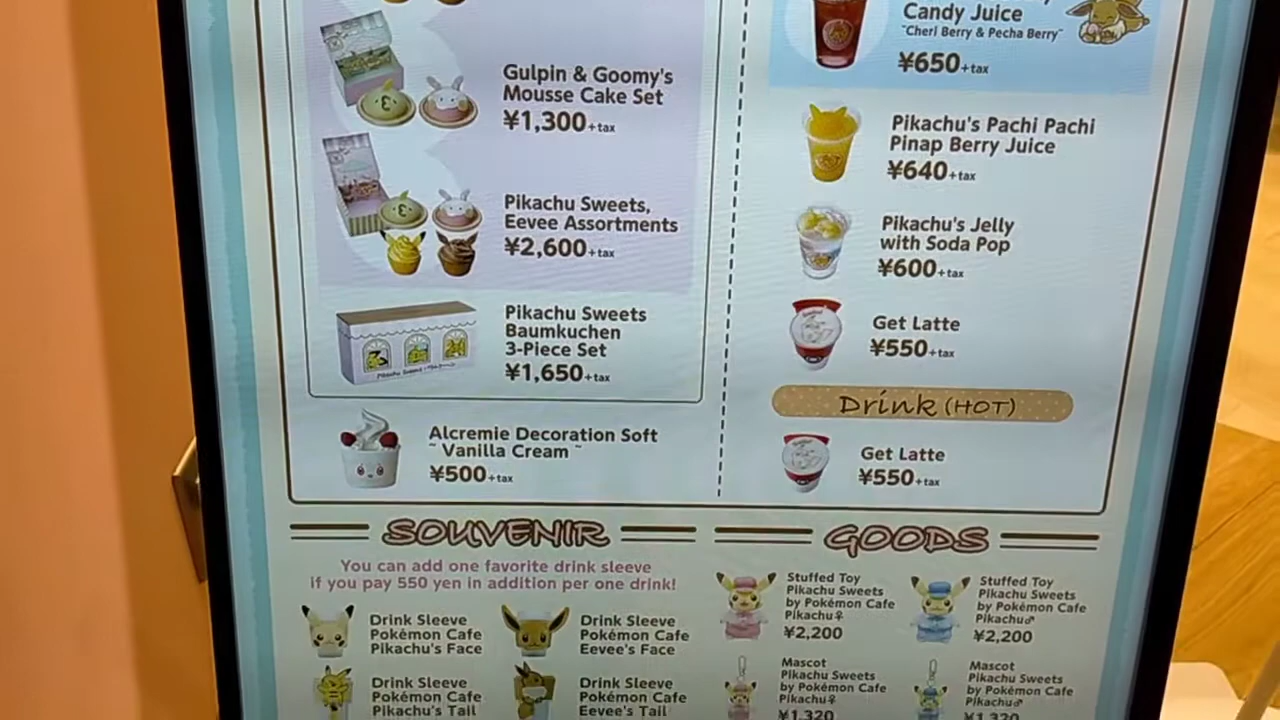 Gulpin & Goomy's
Mousse Cake Set
¥1,300+tax
Pikachu Sweets,
Eevee Assortments
¥2,600+tax
Pikachu Sweets
Baumkuchen
3-Piece Set
¥1,650+tax
Alcremie Decoration Soft
~ Vanilla Cream ~
¥500+tax
Candy Juice
~Cheri Berry & Pecha Berry~
¥650+tax
Pikachu's Pachi Pachi
Pinap Berry Juice
¥640+tax
Pikachu's Jelly
with Soda Pop
¥600+tax
Get Latte
¥550+tax
Drink (HOT)
Get Latte
¥550+tax
SOUVENIR
You can add one favorite drink sleeve
if you pay 550 yen in addition per one drink!
Drink Sleeve
Pokémon Cafe
Pikachu's Face
Drink Sleeve
Pokémon Cafe
Eevee's Face
Drink Sleeve
Pokémon Cafe
Pikachu's Tail
Drink Sleeve
Pokémon Cafe
Eevee's Tail
GOODS
Stuffed Toy
Pikachu Sweets
by Pokémon Cafe
Pikachu♀
¥2,200
Stuffed Toy
Pikachu Sweets
by Pokémon Cafe
Pikachu♂
¥2,200
Mascot
Pikachu Sweets
by Pokémon Cafe
Pikachu♀
¥1,320
Mascot
Pikachu Sweets
by Pokémon Cafe
Pikachu♂
¥1,320